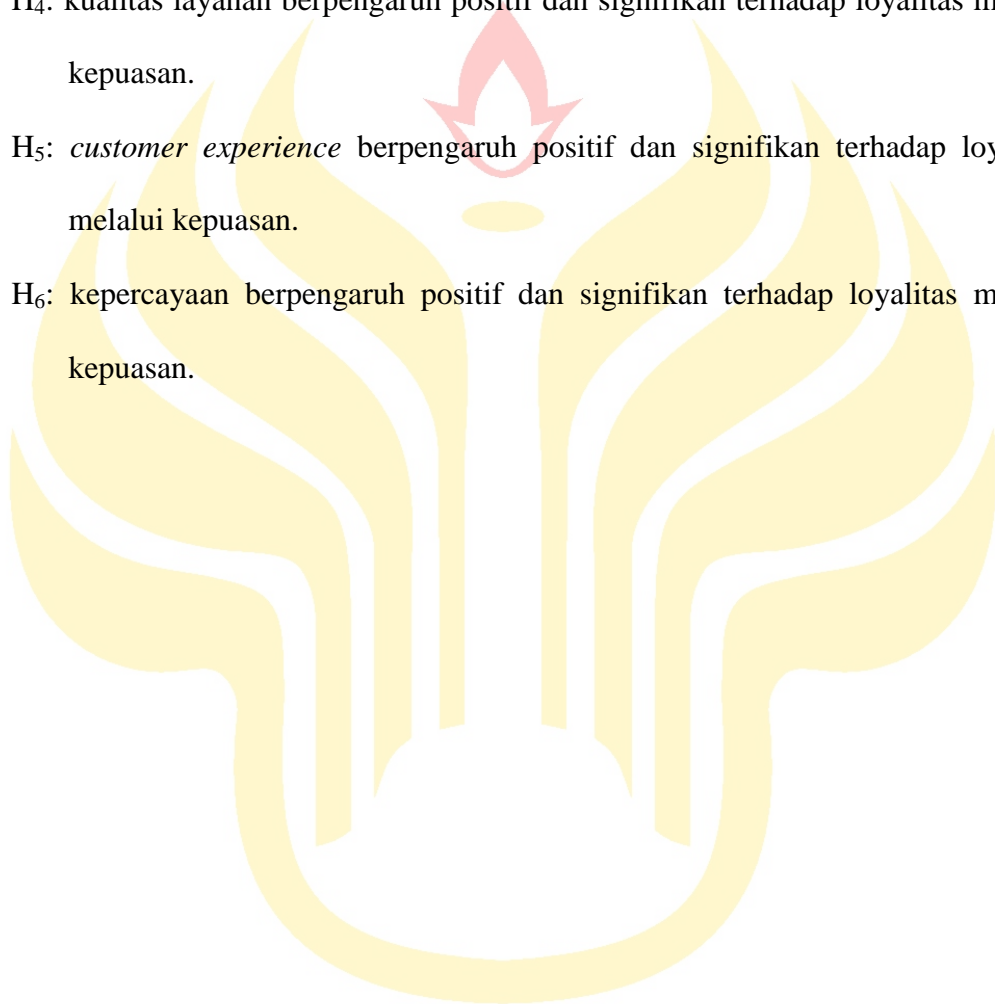 H₄: kualitas layanan berpengaruh positif dan signifikan terhadap loyalitas
kepuasan.
H₅: customer experience berpengaruh positif dan signifikan terhadap
melalui kepuasan.
H₆: kepercayaan berpengaruh positif dan signifikan terhadap loyalitas
kepuasan.